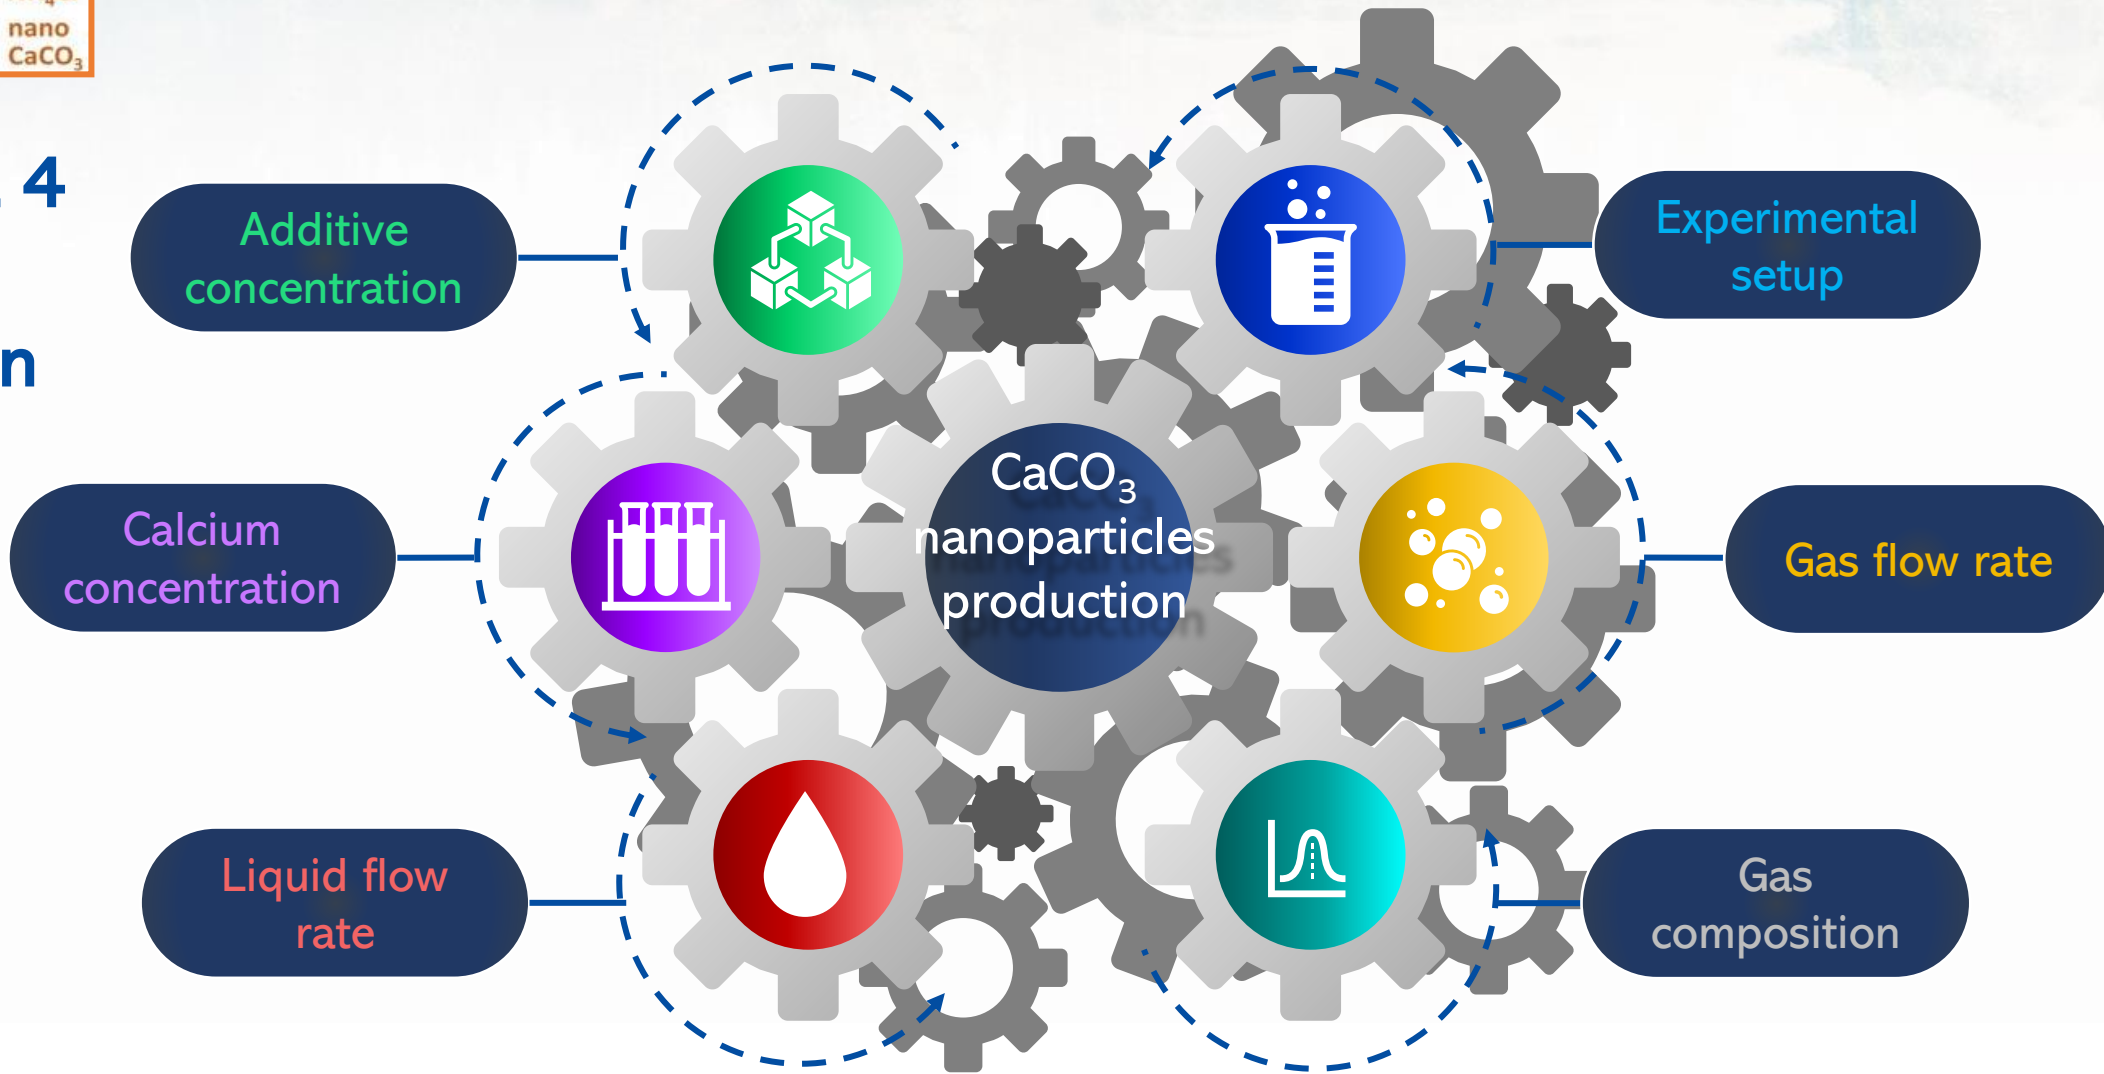 nano
CaCO₃
4
n
Additive
concentration
Experimental
setup
Calcium
concentration
CaCO₃
nanoparticles
production
Gas flow rate
Liquid flow
rate
Gas
composition